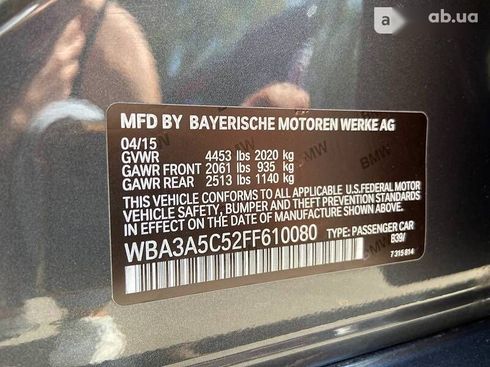 ab.ua
MFD BY BAYERISCHE MOTOREN WERKE AG
04/15
GVWR 4453 lbs 2020 kg
GAWR FRONT 2061 lbs 935 kg
GAWR REAR 2513 lbs 1140 kg
THIS VEHICLE CONFORMS TO ALL APPLICABLE U.S.FEDERAL MOTOR
VEHICLE SAFETY, BUMPER AND THEFT PREVENTION STANDARDS
IN EFFECT ON THE DATE OF MANUFACTURE SHOWN ABOVE.
WBA3A5C52FF610080 TYPE: PASSENGER CAR
B39/
7 315 814
BMW
BMW